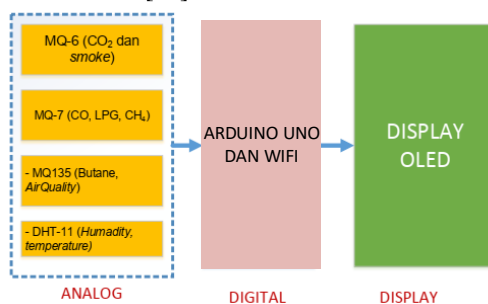 MQ-6 (CO₂ dan
smoke)
MQ-7 (CO, LPG, CH₄)
- MQ135 (Butane,
AirQuality)
- DHT-11 (Humadity,
temperature)
ARDUINO UNO
DAN WIFI
DISPLAY
OLED
ANALOG
DIGITAL
DISPLAY